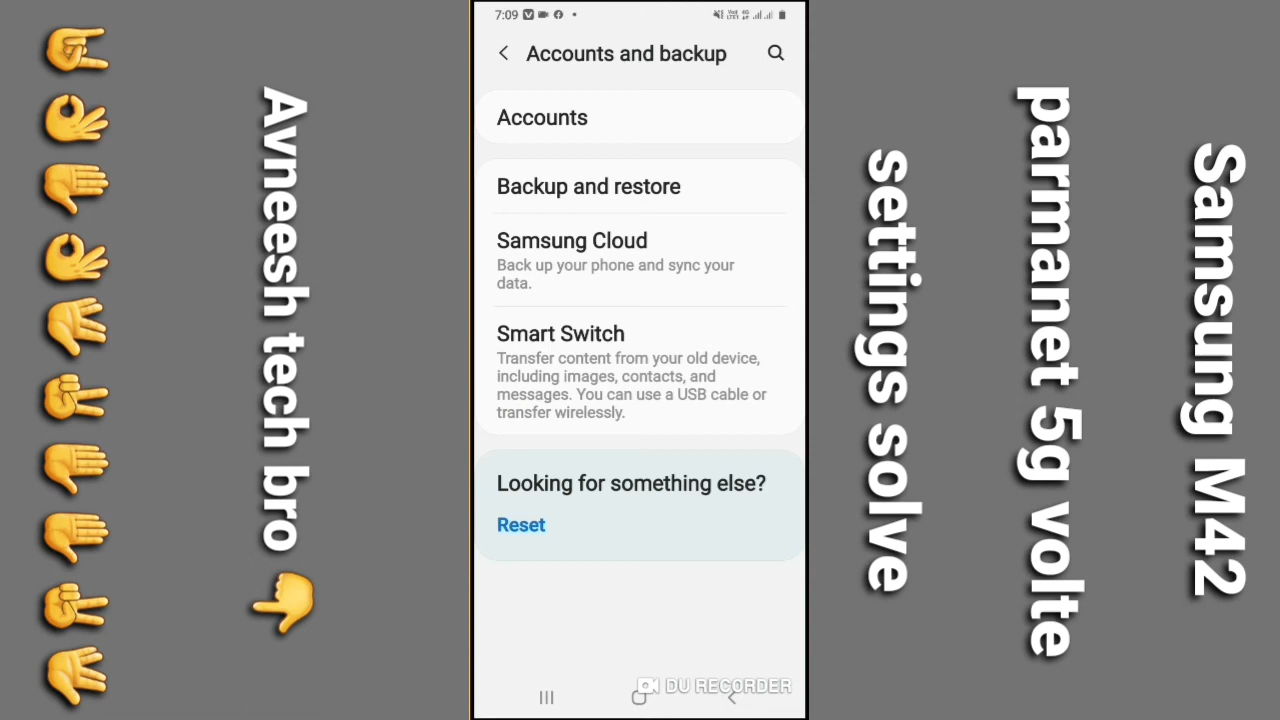 Avneesh tech bro
7:09
Accounts and backup
Accounts
Backup and restore
Samsung Cloud
Back up your phone and sync your
data.
Smart Switch
Transfer content from your old device,
including images, contacts, and
messages. You can use a USB cable or
transfer wirelessly.
Looking for something else?
Reset
DU RECORDER
Samsung M42
parmanet 5g volte
settings solve